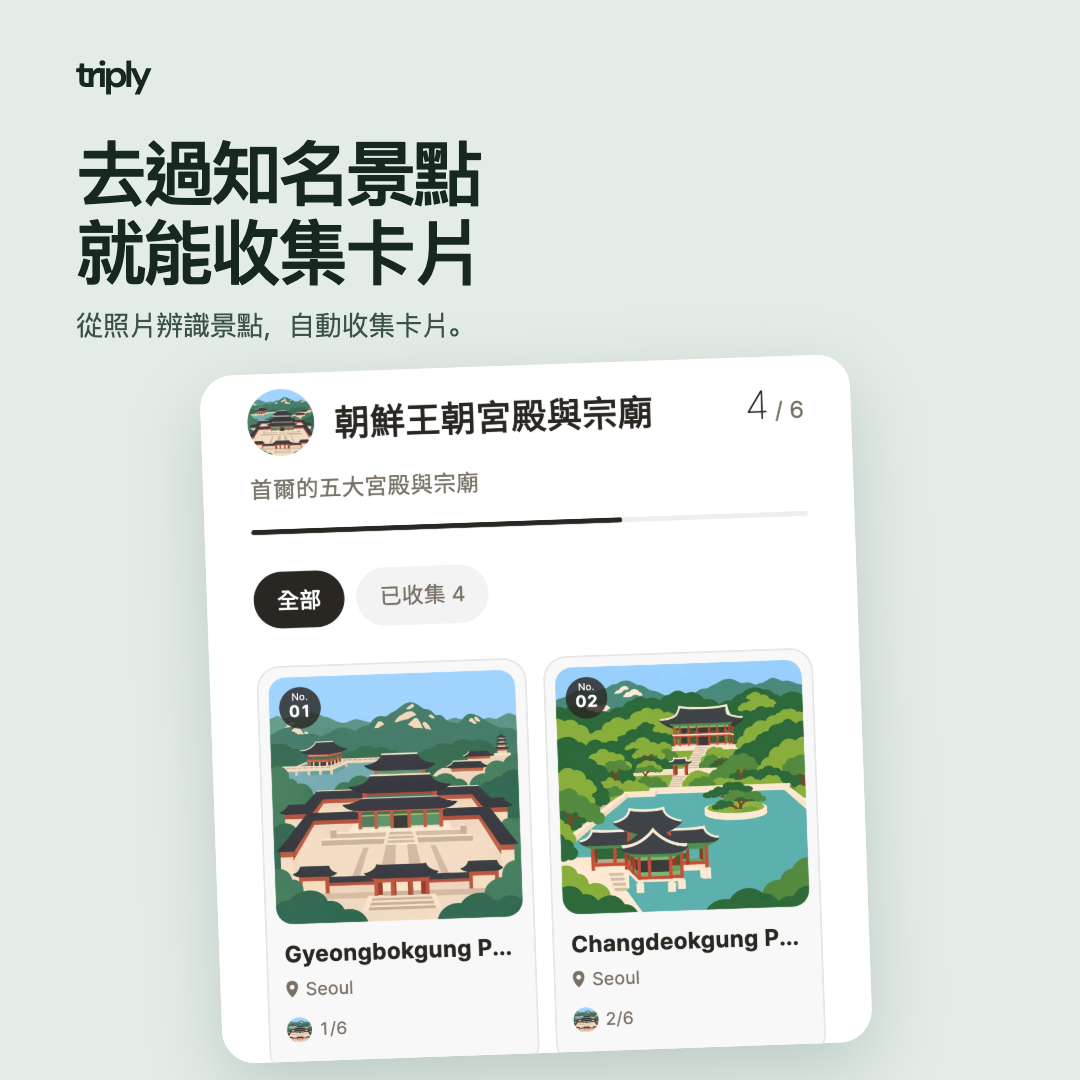 triply
去過知名景點
就能收集卡片
從照片辨識景點，自動收集卡片。
朝鮮王朝宮殿與宗廟
4 / 6
首爾的五大宮殿與宗廟
全部
已收集 4
No.
01
Gyeongbokgung P...
Seoul
1/6
No.
02
Changdeokgung P...
Seoul
2/6